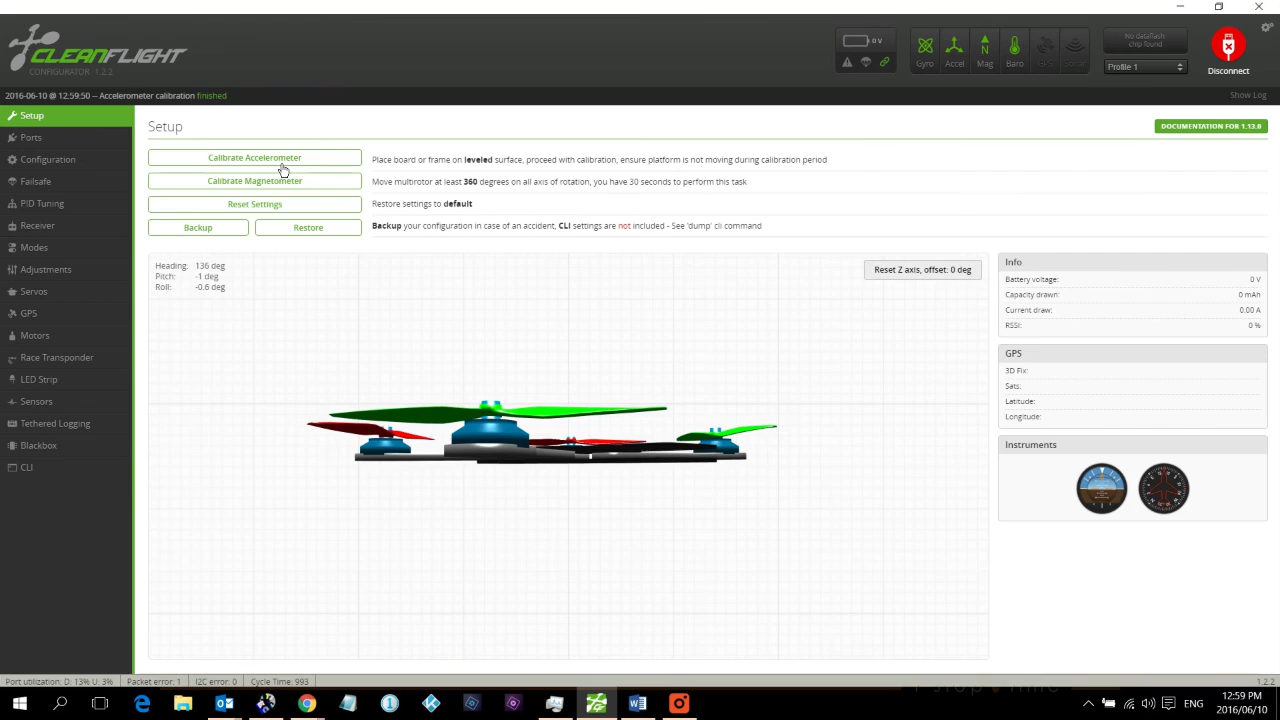 CLEANFLIGHT
CONFIGURATOR 1.2.2
0 V
Gyro
Accel
Mag
Baro
GPS
Sonar
No dataflash
chip found
Profile 1
Disconnect
2016-06-10 @ 12:59:50 -- Accelerometer calibration finished
Show Log
Setup
Ports
Configuration
Failsafe
PID Tuning
Receiver
Modes
Adjustments
Servos
GPS
Motors
Race Transponder
LED Strip
Sensors
Tethered Logging
Blackbox
CLI
Setup
DOCUMENTATION FOR 1.13.0
Calibrate Accelerometer
Place board or frame on leveled surface, proceed with calibration, ensure platform is not moving during calibration period
Calibrate Magnetometer
Move multirotor at least 360 degrees on all axis of rotation, you have 30 seconds to perform this task
Reset Settings
Restore settings to default
Backup
Restore
Backup your configuration in case of an accident, CLI settings are not included - See 'dump' cli command
Heading: 136 deg
Pitch: -1 deg
Roll: -0.6 deg
Reset Z axis, offset: 0 deg
Info
Battery voltage: 0 V
Capacity drawn: 0 mAh
Current draw: 0.00 A
RSSI: 0 %
GPS
3D Fix:
Sats:
Latitude:
Longitude:
Instruments
Port utilization: D: 13% U: 3%
Packet error: 1
I2C error: 0
Cycle Time: 993
1.2.2
ENG
12:59 PM
2016/06/10